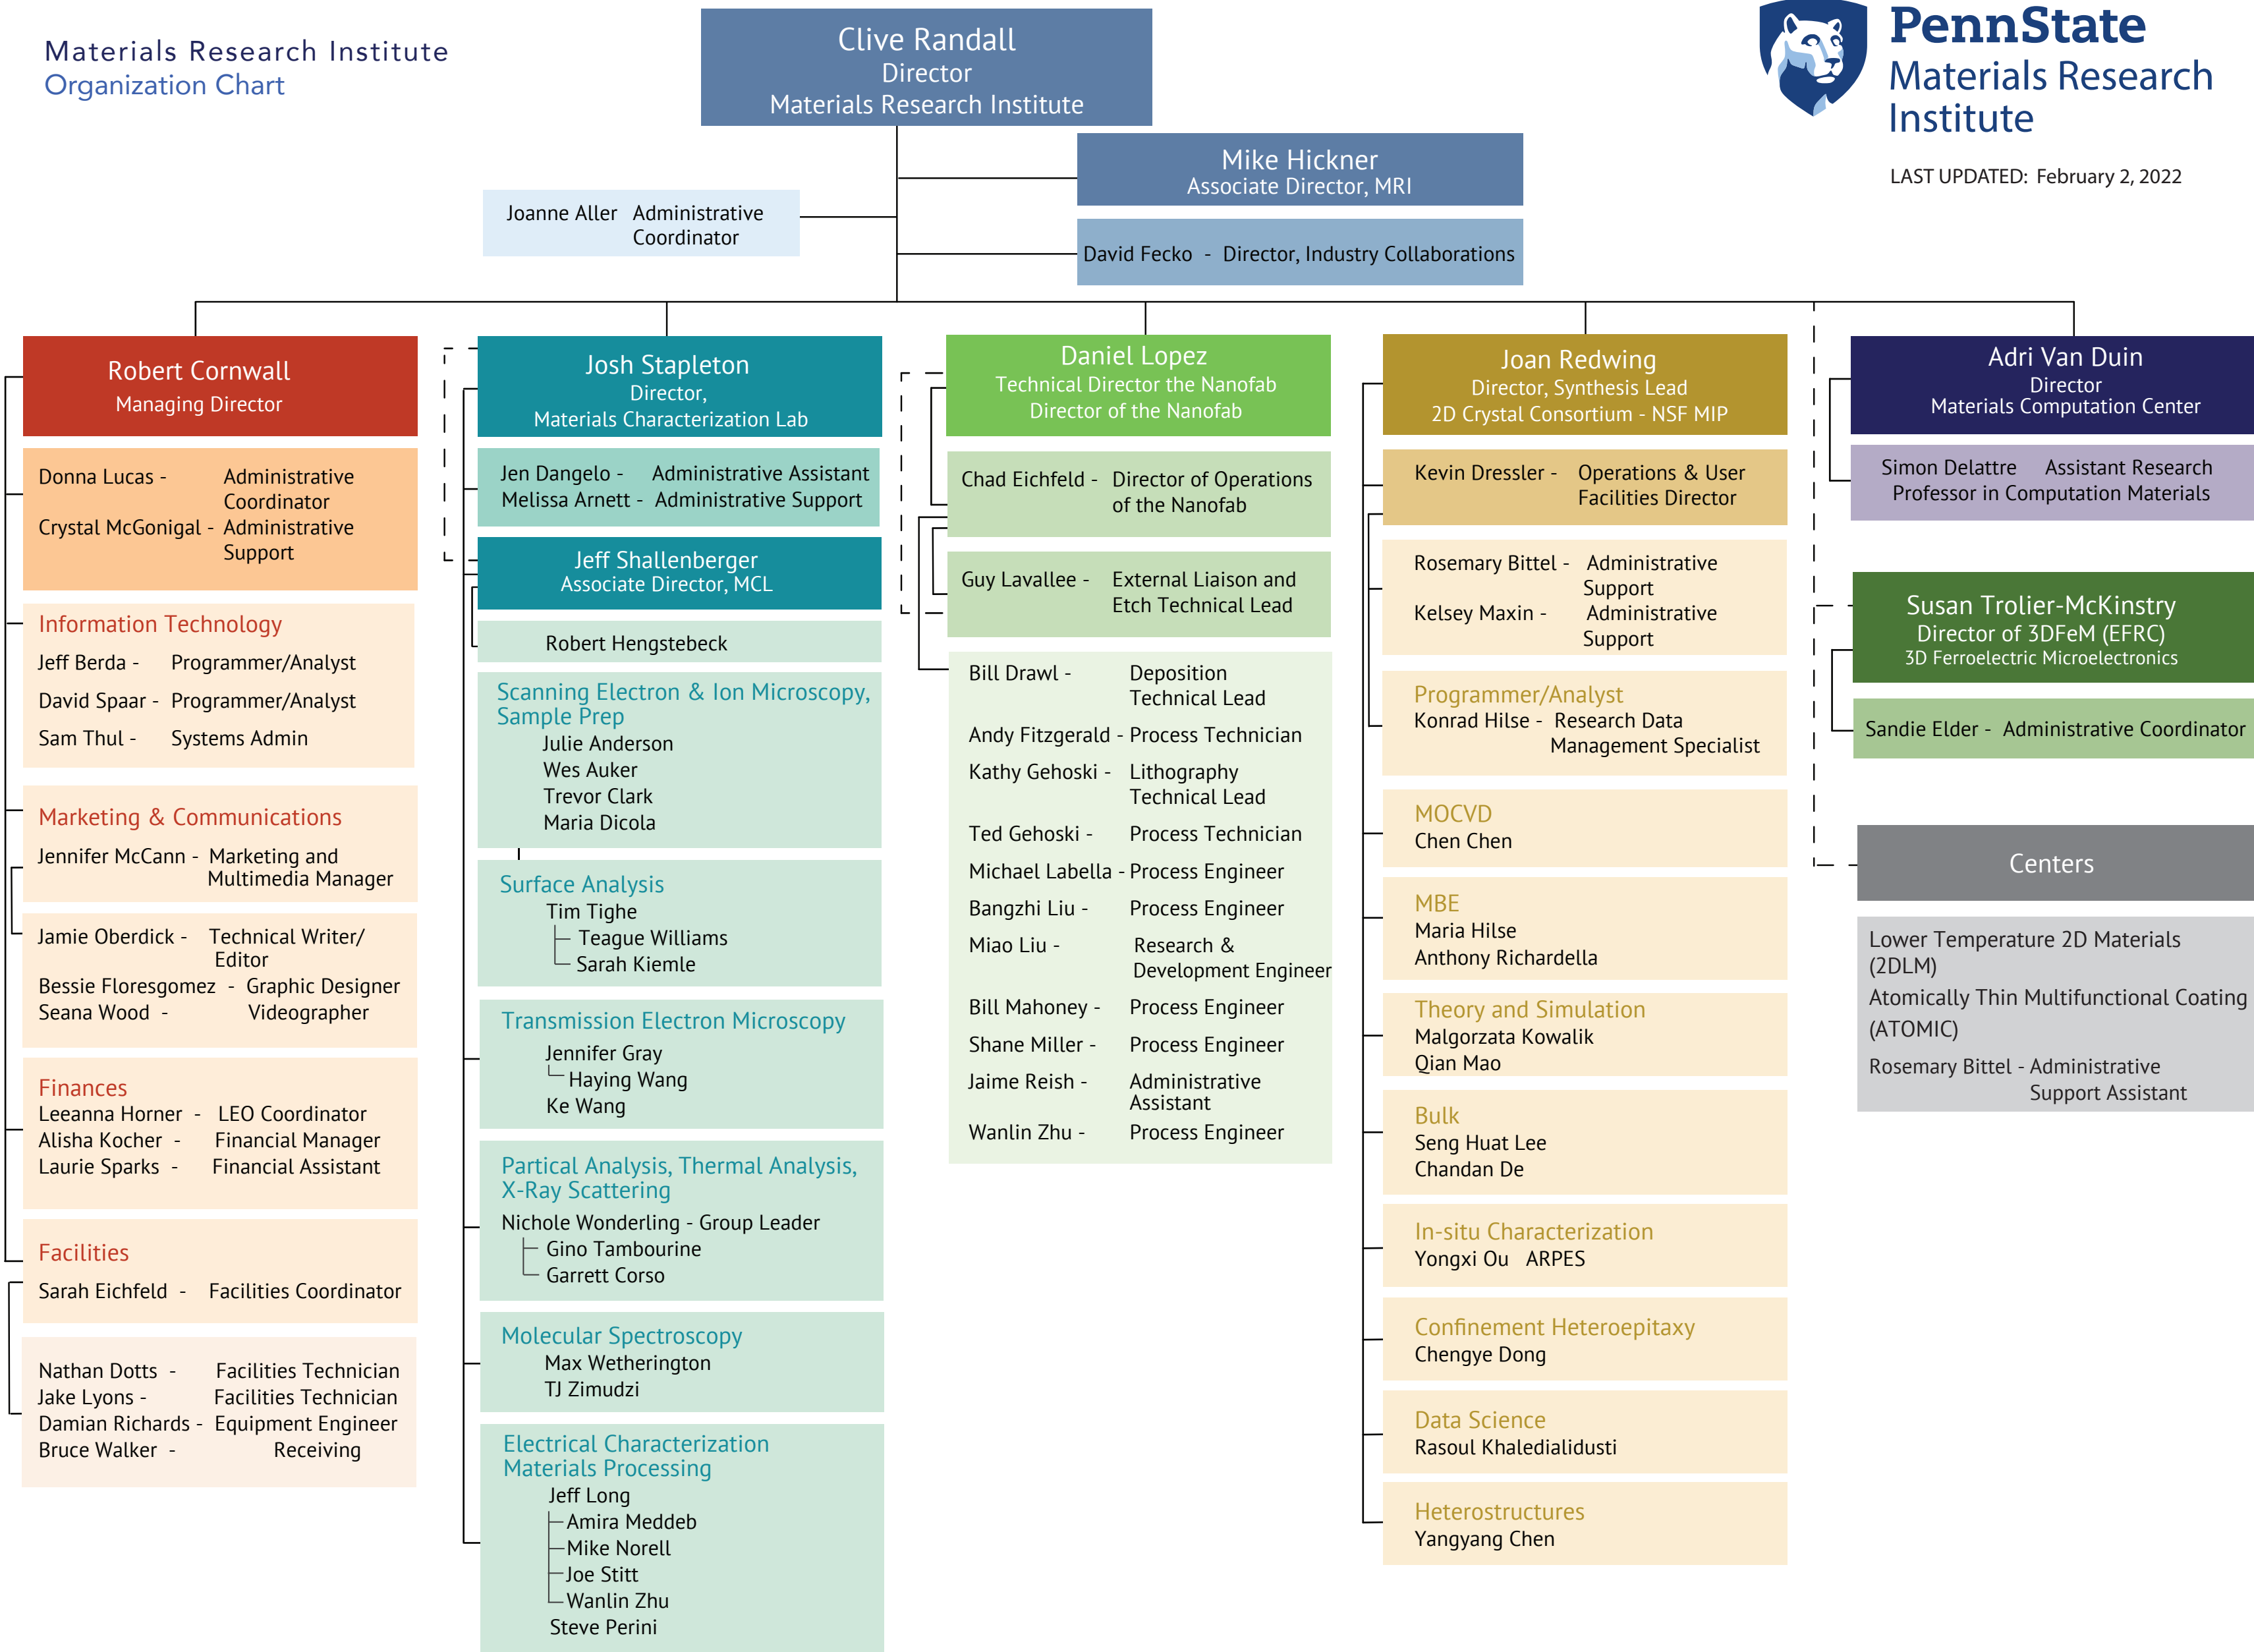 Materials Research Institute
Organization Chart
Clive Randall
Director
Materials Research Institute
PennState
Materials Research
Institute
LAST UPDATED: February 2, 2022
Mike Hickner
Associate Director, MRI
Joanne Aller Administrative
Coordinator
David Fecko - Director, Industry Collaborations
Robert Cornwall
Managing Director
Donna Lucas - Administrative
Coordinator
Crystal McGonigal - Administrative
Support
Information Technology
Jeff Berda - Programmer/Analyst
David Spaar - Programmer/Analyst
Sam Thul - Systems Admin
Marketing & Communications
Jennifer McCann - Marketing and
Multimedia Manager
Jamie Oberdick - Technical Writer/
Editor
Bessie Floresgomez - Graphic Designer
Seana Wood - Videographer
Finances
Leeanna Horner - LEO Coordinator
Alisha Kocher - Financial Manager
Laurie Sparks - Financial Assistant
Facilities
Sarah Eichfeld - Facilities Coordinator
Nathan Dotts - Facilities Technician
Jake Lyons - Facilities Technician
Damian Richards - Equipment Engineer
Bruce Walker - Receiving
Josh Stapleton
Director,
Materials Characterization Lab
Jen Dangelo - Administrative Assistant
Melissa Arnett - Administrative Support
Jeff Shallenberger
Associate Director, MCL
Robert Hengstebeck
Scanning Electron & Ion Microscopy,
Sample Prep
Julie Anderson
Wes Auker
Trevor Clark
Maria Dicola
Surface Analysis
Tim Tighe
Teague Williams
Sarah Kiemle
Transmission Electron Microscopy
Jennifer Gray
Haying Wang
Ke Wang
Partical Analysis, Thermal Analysis,
X-Ray Scattering
Nichole Wonderling - Group Leader
Gino Tambourine
Garrett Corso
Molecular Spectroscopy
Max Wetherington
TJ Zimudzi
Electrical Characterization
Materials Processing
Jeff Long
Amira Meddeb
Mike Norell
Joe Stitt
Wanlin Zhu
Steve Perini
Daniel Lopez
Technical Director the Nanofab
Director of the Nanofab
Chad Eichfeld - Director of Operations
of the Nanofab
Guy Lavallee - External Liaison and
Etch Technical Lead
Bill Drawl - Deposition
Technical Lead
Andy Fitzgerald - Process Technician
Kathy Gehoski - Lithography
Technical Lead
Ted Gehoski - Process Technician
Michael Labella - Process Engineer
Bangzhi Liu - Process Engineer
Miao Liu - Research &
Development Engineer
Bill Mahoney - Process Engineer
Shane Miller - Process Engineer
Jaime Reish - Administrative
Assistant
Wanlin Zhu - Process Engineer
Joan Redwing
Director, Synthesis Lead
2D Crystal Consortium - NSF MIP
Kevin Dressler - Operations & User
Facilities Director
Rosemary Bittel - Administrative
Support
Kelsey Maxin - Administrative
Support
Programmer/Analyst
Konrad Hilse - Research Data
Management Specialist
MOCVD
Chen Chen
MBE
Maria Hilse
Anthony Richardella
Theory and Simulation
Malgorzata Kowalik
Qian Mao
Bulk
Seng Huat Lee
Chandan De
In-situ Characterization
Yongxi Ou ARPES
Confinement Heteroepitaxy
Chengye Dong
Data Science
Rasoul Khaledialidusti
Heterostructures
Yangyang Chen
Adri Van Duin
Director
Materials Computation Center
Simon Delattre Assistant Research
Professor in Computation Materials
Susan Trolier-McKinstry
Director of 3DFeM (EFRC)
3D Ferroelectric Microelectronics
Sandie Elder - Administrative Coordinator
Centers
Lower Temperature 2D Materials
(2DLM)
Atomically Thin Multifunctional Coating
(ATOMIC)
Rosemary Bittel - Administrative
Support Assistant